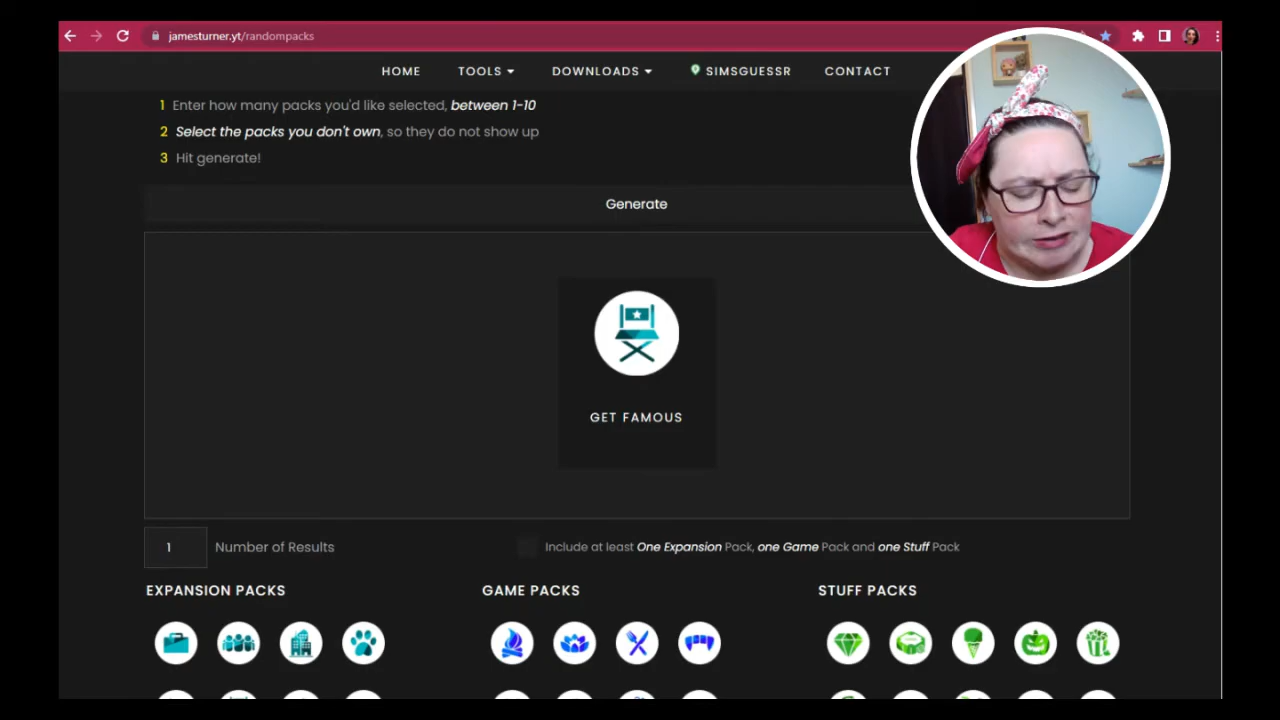 jamesturner.yt/randompacks
HOME TOOLS DOWNLOADS SIMSGUESSR CONTACT
1 Enter how many packs you'd like selected, between 1-10
2 Select the packs you don't own, so they do not show up
3 Hit generate!
Generate
GET FAMOUS
1 Number of Results Include at least One Expansion Pack, one Game Pack and one Stuff Pack
EXPANSION PACKS GAME PACKS STUFF PACKS